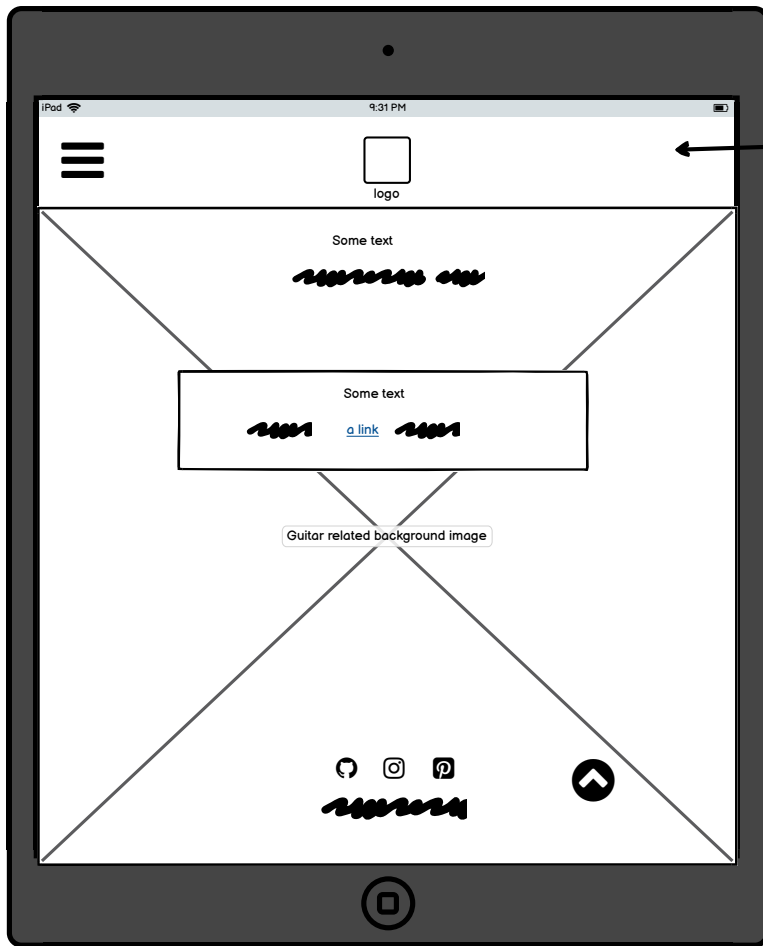 iPad 9:31 PM
logo
Some text
Some text
a link
Guitar related background image